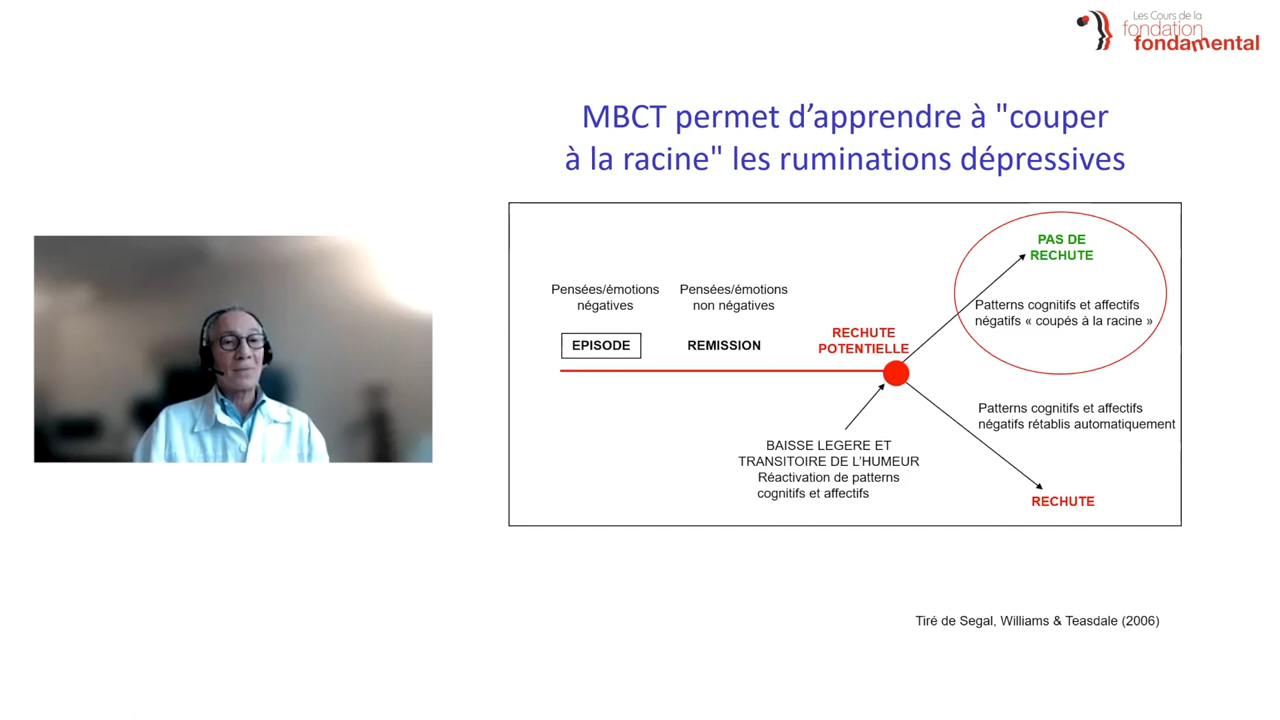 Les Cours de la
fondation
fondamental
MBCT permet d’apprendre à "couper
à la racine" les ruminations dépressives
PAS DE
RECHUTE
Pensées/émotions
négatives
Pensées/émotions
non négatives
Patterns cognitifs et affectifs
négatifs « coupés à la racine »
EPISODE
REMISSION
RECHUTE
POTENTIELLE
Patterns cognitifs et affectifs
négatifs rétablis automatiquement
BAISSE LEGERE ET
TRANSITOIRE DE L’HUMEUR
Réactivation de patterns
cognitifs et affectifs
RECHUTE
Tiré de Segal, Williams & Teasdale (2006)